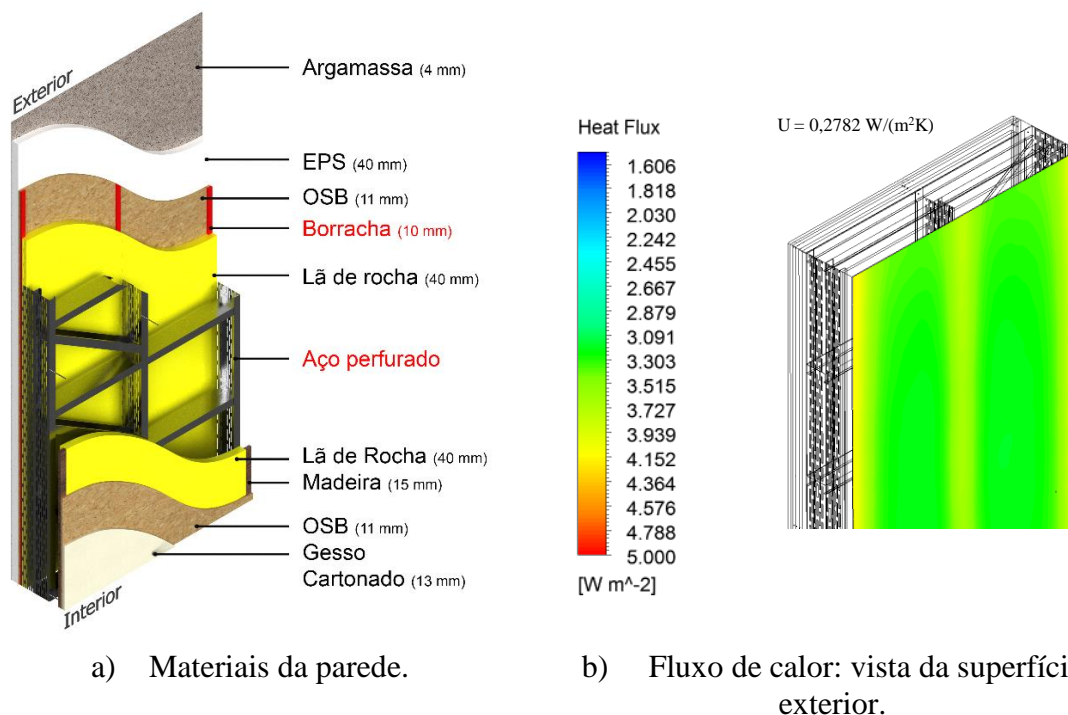 Exterior
Argamassa (4 mm)
EPS (40 mm)
OSB (11 mm)
Borracha (10 mm)
Lã de rocha (40 mm)
Aço perfurado
Lã de Rocha (40 mm)
Madeira (15 mm)
OSB (11 mm)
Gesso
Cartonado (13 mm)
Interior
a) Materiais da parede.
Heat Flux
U = 0,2782 W/(m²K)
1.606
1.818
2.030
2.242
2.455
2.667
2.879
3.091
3.303
3.515
3.727
3.939
4.152
4.364
4.576
4.788
5.000
[W m^-2]
b) Fluxo de calor: vista da superfíci
exterior.